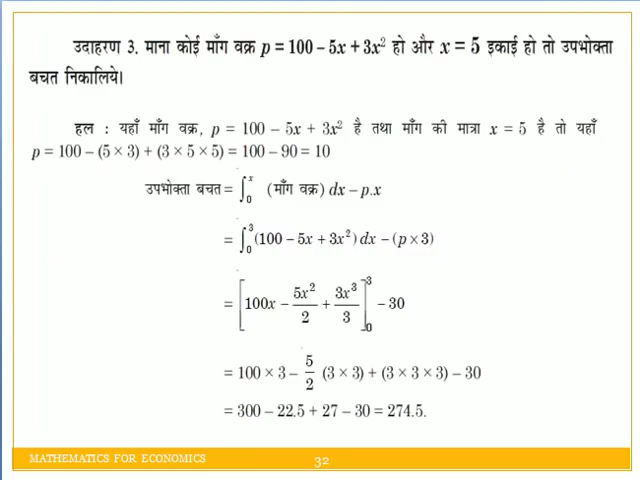 उदाहरण 3. माना कोई माँग वक्र p = 100 – 5x + 3x² हो और x = 5 इकाई हो तो उपभोक्ता
बचत निकालिये।
हल : यहाँ माँग वक्र, p = 100 – 5x + 3x² है तथा माँग की मात्रा x = 5 है तो यहाँ
p = 100 – (5 × 3) + (3 × 5 × 5) = 100 – 90 = 10
उपभोक्ता बचत = ∫₀ˣ (माँग वक्र) dx – p.x
= ∫₀³ (100 – 5x + 3x²) dx – (p × 3)
= [100x – 5x²/2 + 3x³/3]₀³ – 30
= 100 × 3 – 5/2 (3 × 3) + (3 × 3 × 3) – 30
= 300 – 22.5 + 27 – 30 = 274.5.
MATHEMATICS FOR ECONOMICS 32